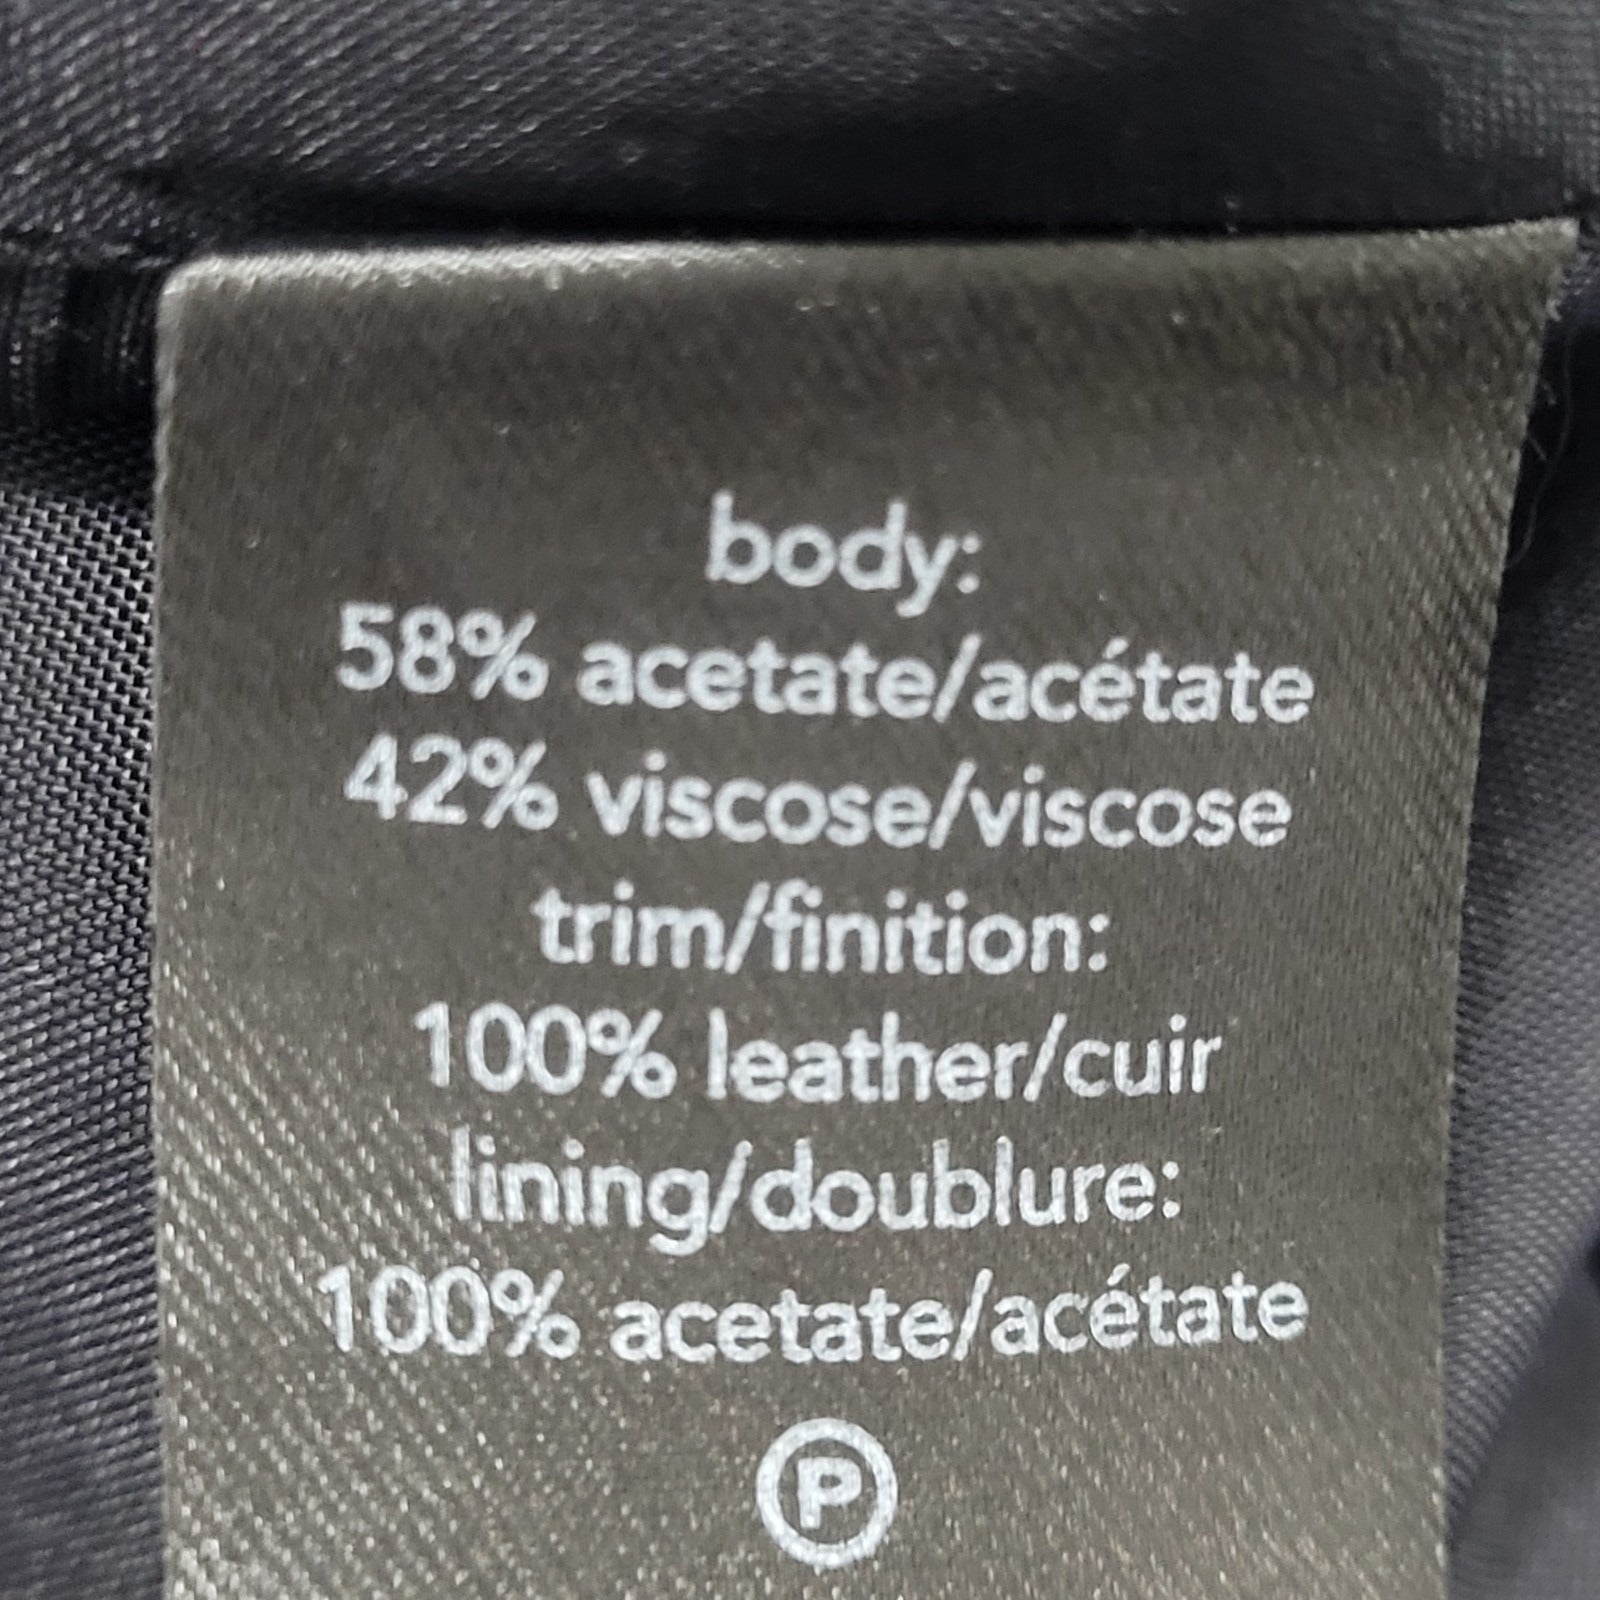 body:
58% acetate/acétate
42% viscose/viscose
trim/finition:
100% leather/cuir
lining/doublure:
100% acetate/acétate
P